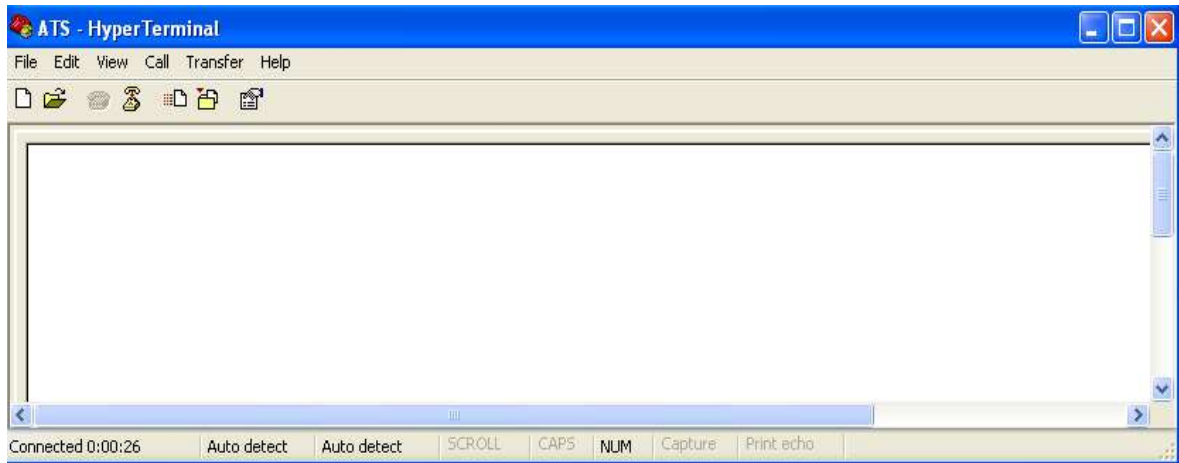 ATS - HyperTerminal
File Edit View Call Transfer Help
Connected 0:00:26 Auto detect Auto detect SCROLL CAPS NUM Capture Print echo